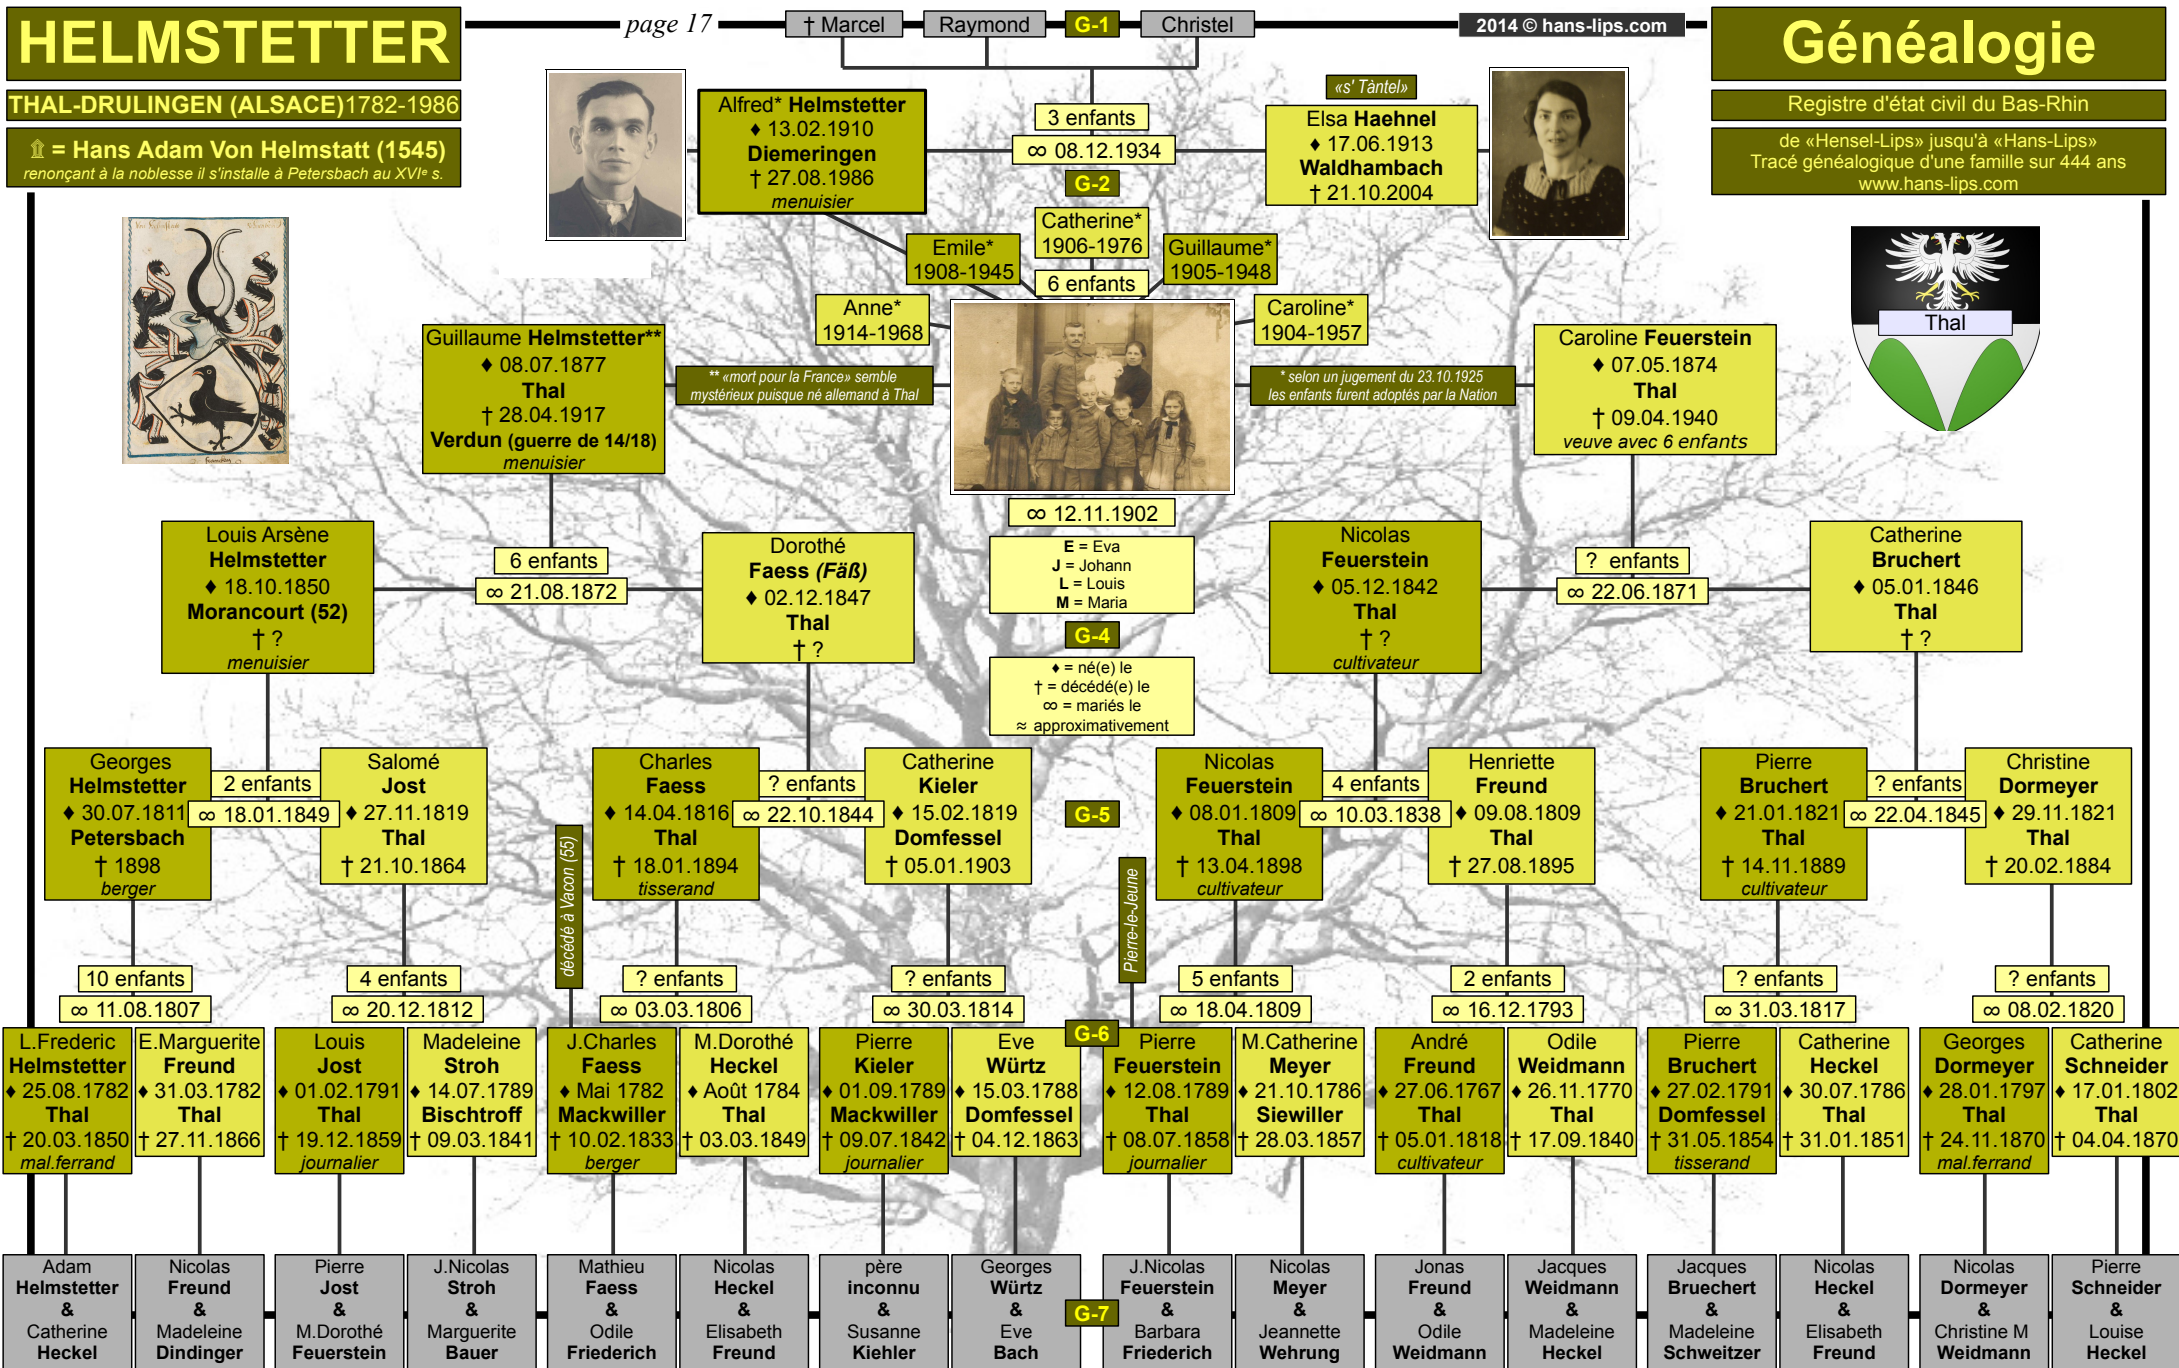 HELMSTETTER
THAL-DRULINGEN (ALSACE)1782-1986
⇯ = Hans Adam Von Helmstatt (1545)
renonçant à la noblesse il s'installe à Petersbach au XVIe s.
page 17
† Marcel
Raymond
G-1
Christel
2014 © hans-lips.com
Généalogie
Registre d'état civil du Bas-Rhin
de «Hensel-Lips» jusqu'à «Hans-Lips»
Tracé généalogique d'une famille sur 444 ans
www.hans-lips.com
Alfred* Helmstetter
♦ 13.02.1910
Diemeringen
† 27.08.1986
menuisier
3 enfants
∞ 08.12.1934
G-2
«s' Tàntel»
Elsa Haehnel
♦ 17.06.1913
Waldhambach
† 21.10.2004
Catherine*
1906-1976
Emile*
1908-1945
Guillaume*
1905-1948
6 enfants
Anne*
1914-1968
Caroline*
1904-1957
Thal
Guillaume Helmstetter**
♦ 08.07.1877
Thal
† 28.04.1917
Verdun (guerre de 14/18)
menuisier
** «mort pour la France» semble
mystérieux puisque né allemand à Thal
* selon un jugement du 23.10.1925
les enfants furent adoptés par la Nation
Caroline Feuerstein
♦ 07.05.1874
Thal
† 09.04.1940
veuve avec 6 enfants
∞ 12.11.1902
Louis Arsène
Helmstetter
♦ 18.10.1850
Morancourt (52)
† ?
menuisier
6 enfants
∞ 21.08.1872
Dorothé
Faess (Fäß)
♦ 02.12.1847
Thal
† ?
E = Eva
J = Johann
L = Louis
M = Maria
G-4
♦ = né(e) le
† = décédé(e) le
∞ = mariés le
≈ approximativement
Nicolas
Feuerstein
♦ 05.12.1842
Thal
† ?
cultivateur
? enfants
∞ 22.06.1871
Catherine
Bruchert
♦ 05.01.1846
Thal
† ?
Georges
Helmstetter
♦ 30.07.1811
Petersbach
† 1898
berger
2 enfants
∞ 18.01.1849
Salomé
Jost
♦ 27.11.1819
Thal
† 21.10.1864
Charles
Faess
♦ 14.04.1816
Thal
† 18.01.1894
tisserand
? enfants
∞ 22.10.1844
Catherine
Kieler
♦ 15.02.1819
Domfessel
† 05.01.1903
G-5
Nicolas
Feuerstein
♦ 08.01.1809
Thal
† 13.04.1898
cultivateur
4 enfants
∞ 10.03.1838
Henriette
Freund
♦ 09.08.1809
Thal
† 27.08.1895
Pierre
Bruchert
♦ 21.01.1821
Thal
† 14.11.1889
cultivateur
? enfants
∞ 22.04.1845
Christine
Dormeyer
♦ 29.11.1821
Thal
† 20.02.1884
décédé à Vacon (55)
Pierre-le-Jeune
10 enfants
∞ 11.08.1807
4 enfants
∞ 20.12.1812
? enfants
∞ 03.03.1806
? enfants
∞ 30.03.1814
5 enfants
∞ 18.04.1809
2 enfants
∞ 16.12.1793
? enfants
∞ 31.03.1817
? enfants
∞ 08.02.1820
L.Frederic
Helmstetter
♦ 25.08.1782
Thal
† 20.03.1850
mal.ferrand
E.Marguerite
Freund
♦ 31.03.1782
Thal
† 27.11.1866
Louis
Jost
♦ 01.02.1791
Thal
† 19.12.1859
journalier
Madeleine
Stroh
♦ 14.07.1789
Bischtroff
† 09.03.1841
J.Charles
Faess
♦ Mai 1782
Mackwiller
† 10.02.1833
berger
M.Dorothé
Heckel
♦ Août 1784
Thal
† 03.03.1849
Pierre
Kieler
♦ 01.09.1789
Mackwiller
† 09.07.1842
journalier
Eve
Würtz
♦ 15.03.1788
Domfessel
† 04.12.1863
G-6
Pierre
Feuerstein
♦ 12.08.1789
Thal
† 08.07.1858
journalier
M.Catherine
Meyer
♦ 21.10.1786
Siewiller
† 28.03.1857
André
Freund
♦ 27.06.1767
Thal
† 05.01.1818
cultivateur
Odile
Weidmann
♦ 26.11.1770
Thal
† 17.09.1840
Pierre
Bruchert
♦ 27.02.1791
Domfessel
† 31.05.1854
tisserand
Catherine
Heckel
♦ 30.07.1786
Thal
† 31.01.1851
Georges
Dormeyer
♦ 28.01.1797
Thal
† 24.11.1870
mal.ferrand
Catherine
Schneider
♦ 17.01.1802
Thal
† 04.04.1870
Adam
Helmstetter
&
Catherine
Heckel
Nicolas
Freund
&
Madeleine
Dindinger
Pierre
Jost
&
M.Dorothé
Feuerstein
J.Nicolas
Stroh
&
Marguerite
Bauer
Mathieu
Faess
&
Odile
Friederich
Nicolas
Heckel
&
Elisabeth
Freund
père
inconnu
&
Susanne
Kiehler
Georges
Würtz
&
Eve
Bach
G-7
J.Nicolas
Feuerstein
&
Barbara
Friederich
Nicolas
Meyer
&
Jeannette
Wehrung
Jonas
Freund
&
Odile
Weidmann
Jacques
Weidmann
&
Madeleine
Heckel
Jacques
Bruechert
&
Madeleine
Schweitzer
Nicolas
Heckel
&
Elisabeth
Freund
Nicolas
Dormeyer
&
Christine M
Weidmann
Pierre
Schneider
&
Louise
Heckel